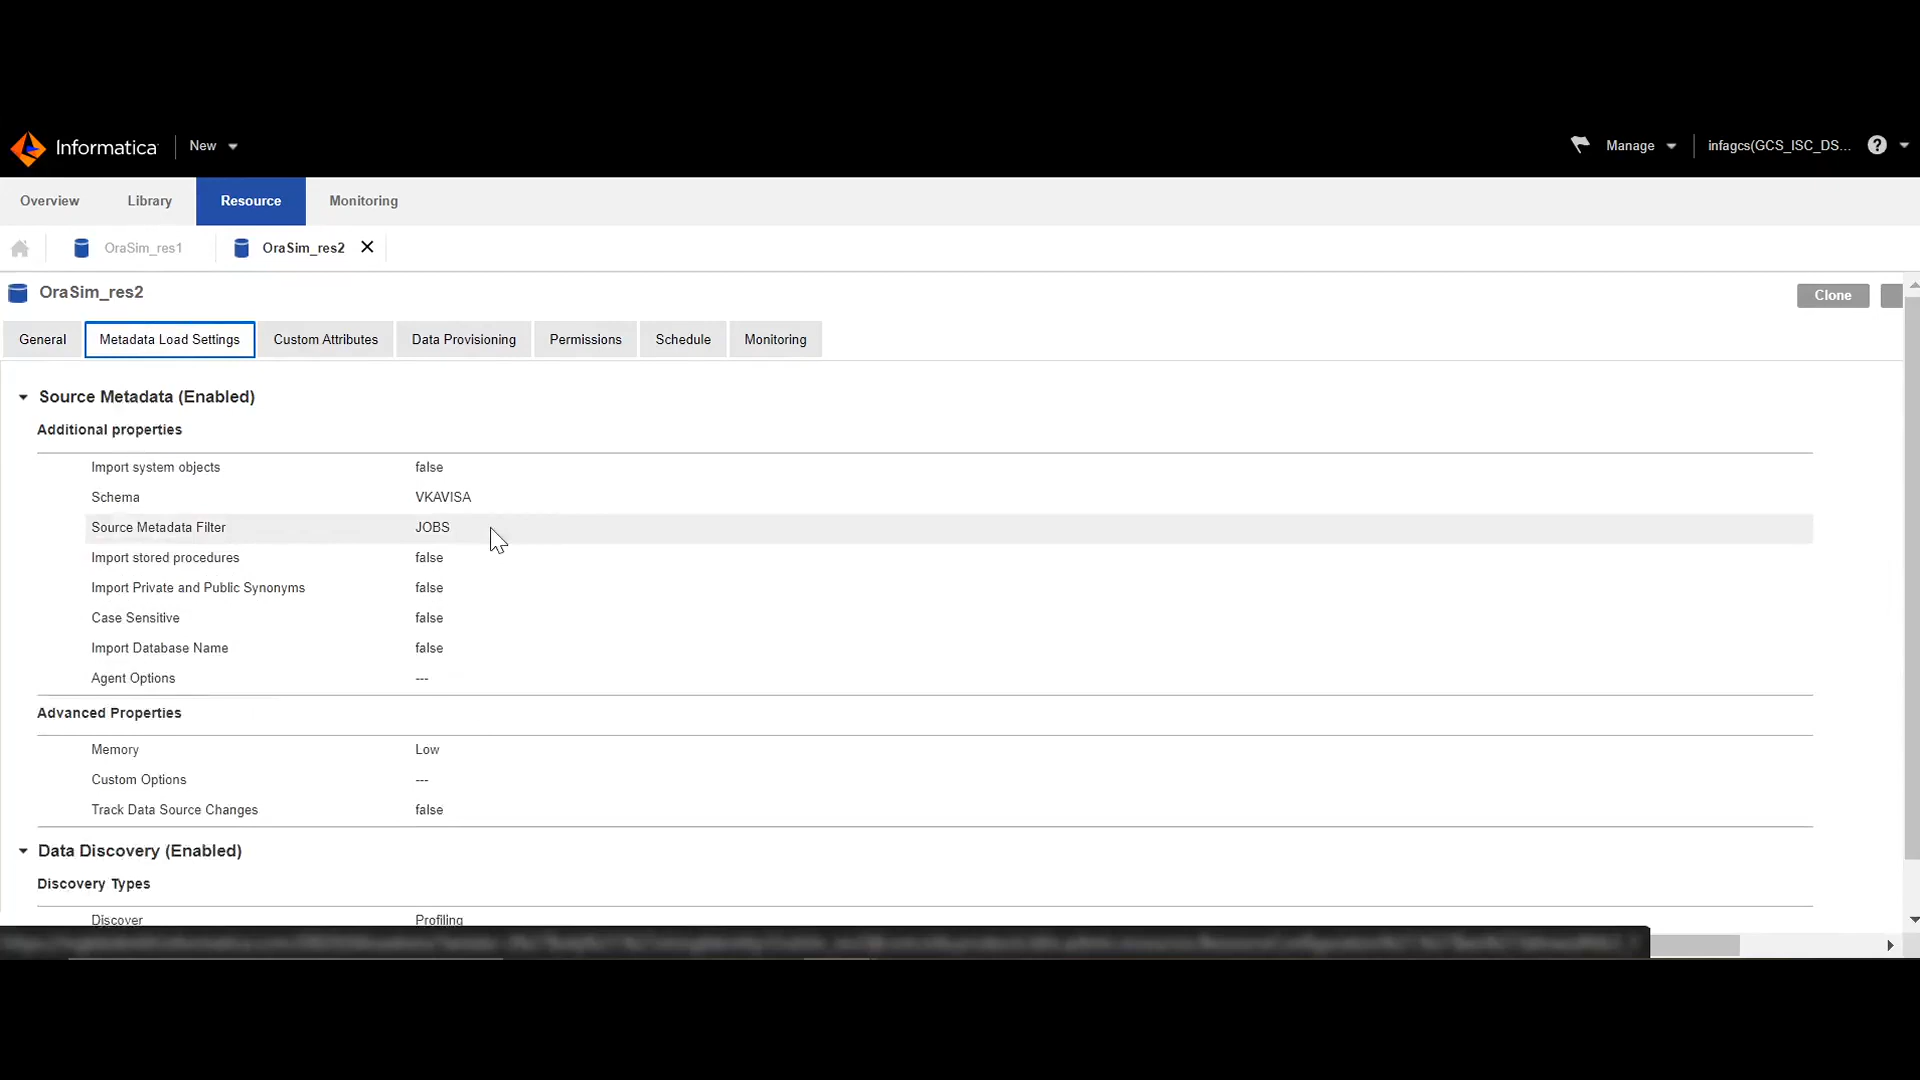 Informatica New Manage infagcs(GCS_ISC_DS... ?
Overview Library Resource Monitoring
OraSim_res1 OraSim_res2
OraSim_res2 Clone
General Metadata Load Settings Custom Attributes Data Provisioning Permissions Schedule Monitoring
Source Metadata (Enabled)
Additional properties
Import system objects false
Schema VKAVISA
Source Metadata Filter JOBS
Import stored procedures false
Import Private and Public Synonyms false
Case Sensitive false
Import Database Name false
Agent Options ---
Advanced Properties
Memory Low
Custom Options ---
Track Data Source Changes false
Data Discovery (Enabled)
Discovery Types
Discover Profiling